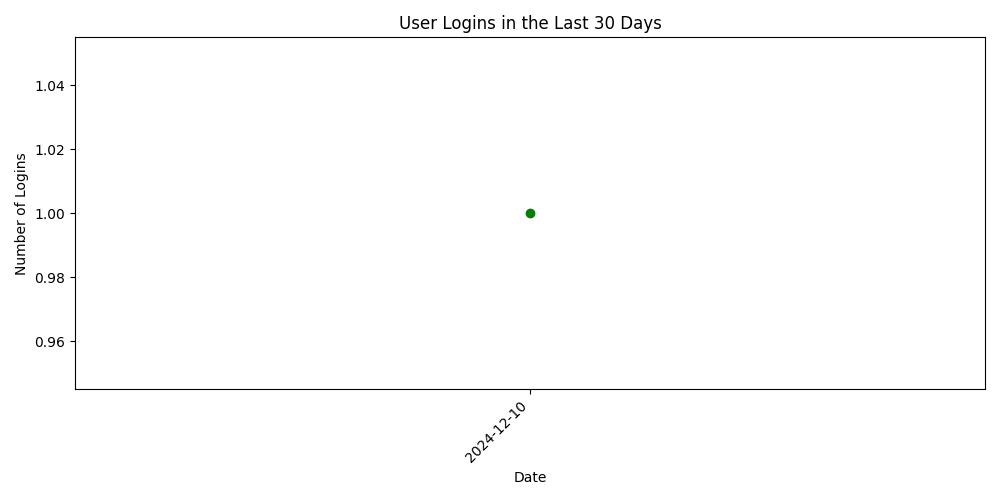 User Logins in the Last 30 Days
Number of Logins
1.04
1.02
1.00
0.98
0.96
2024-12-10
Date